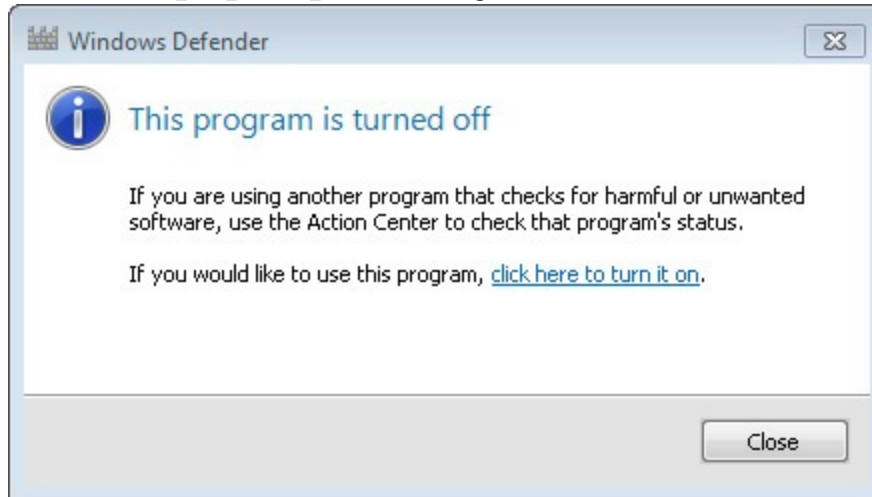 Windows Defender
This program is turned off
If you are using another program that checks for harmful or unwanted
software, use the Action Center to check that program's status.
If you would like to use this program, click here to turn it on.
Close